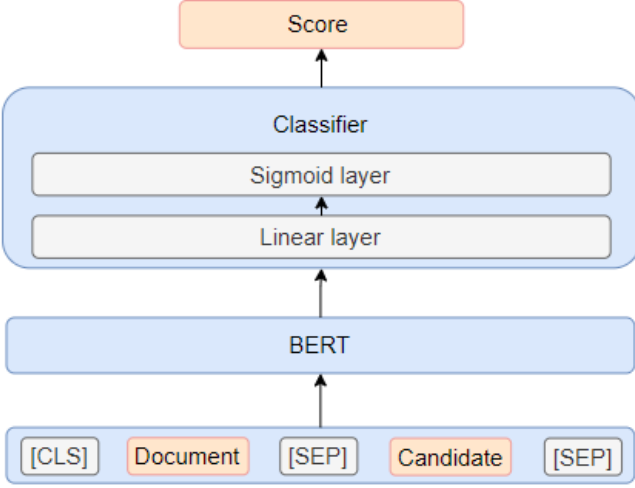 Score
Classifier
Sigmoid layer
Linear layer
BERT
[CLS] Document [SEP] Candidate [SEP]